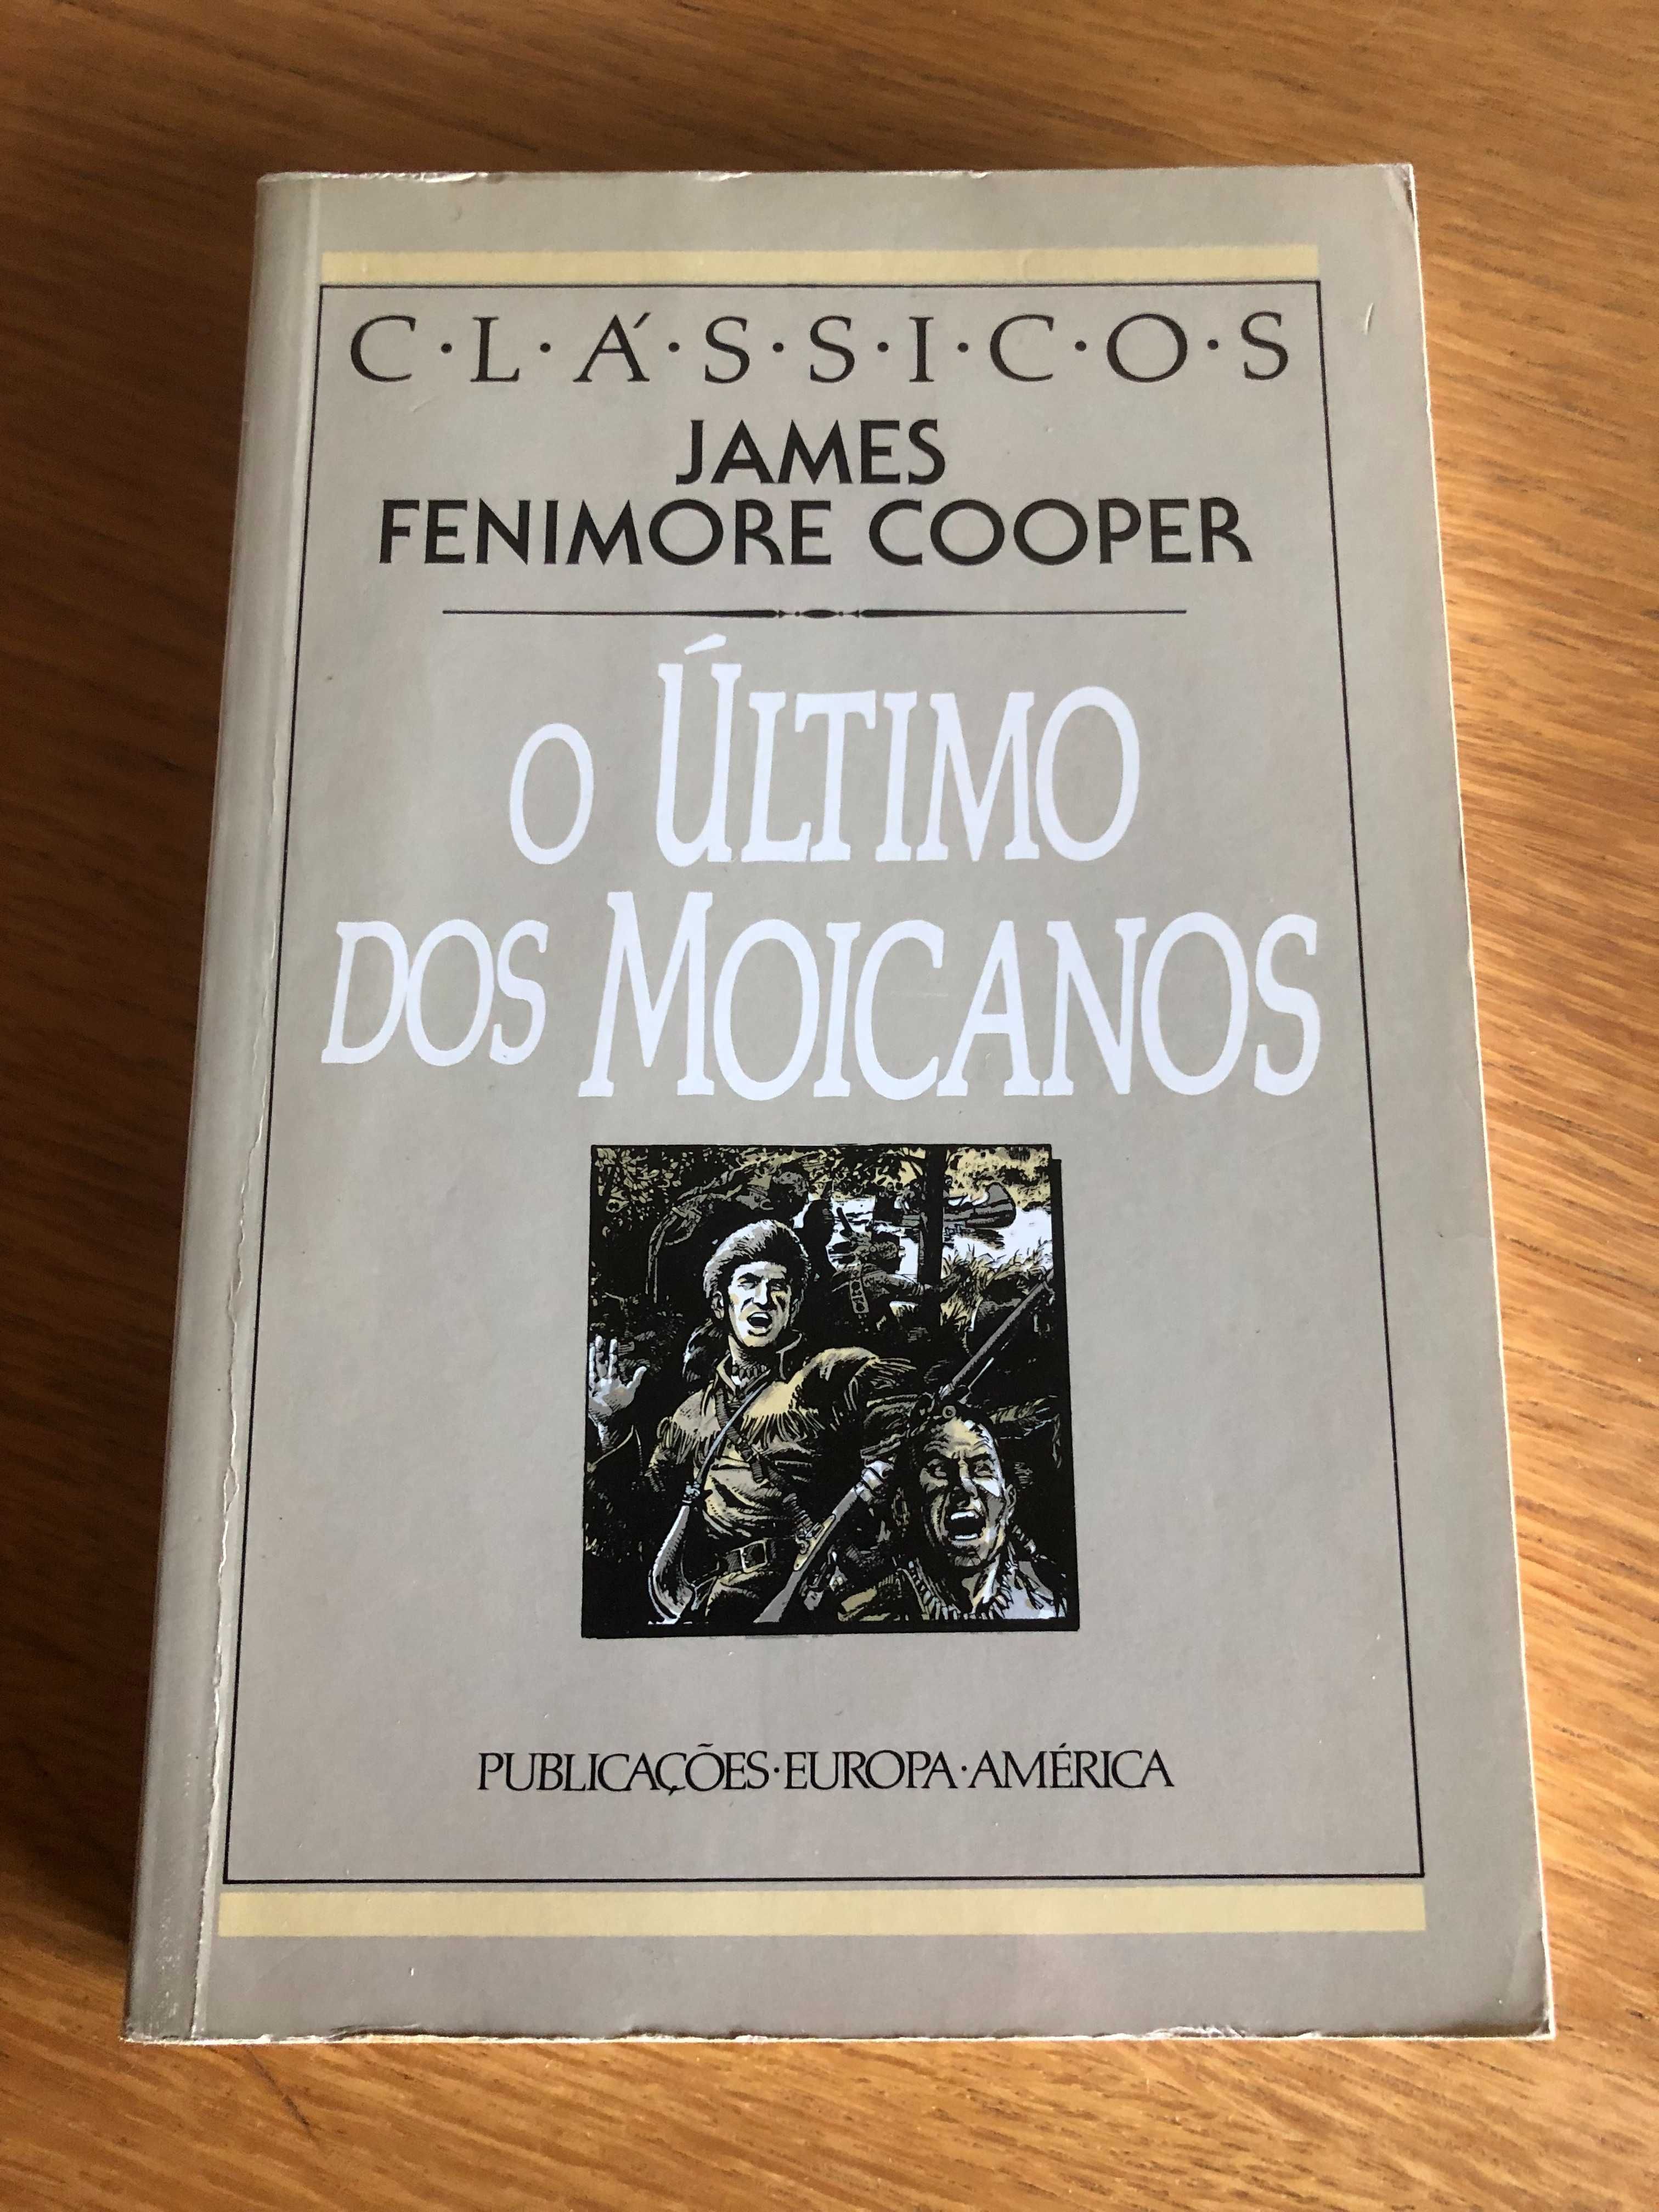 C·L·Á·S·S·I·C·O·S
JAMES
FENIMORE COOPER
O ÚLTIMO
DOS MOICANOS
PUBLICAÇÕES·EUROPA·AMÉRICA